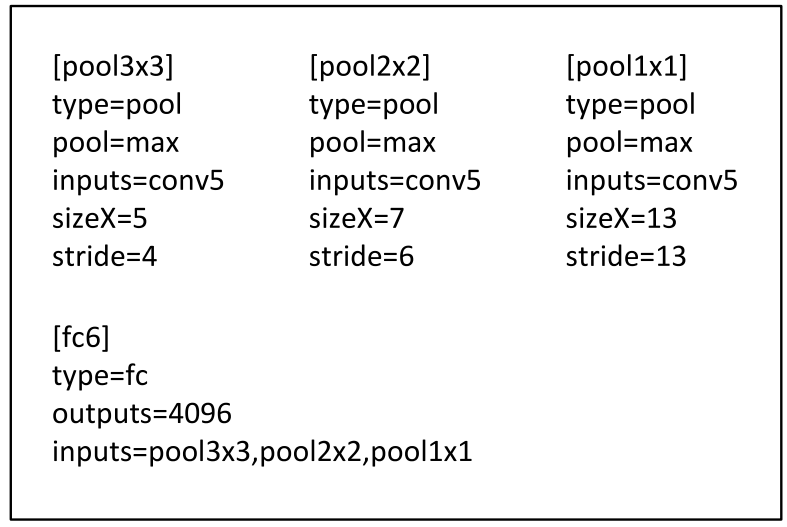 [pool3x3]
type=pool
pool=max
inputs=conv5
sizeX=5
stride=4
[pool2x2]
type=pool
pool=max
inputs=conv5
sizeX=7
stride=6
[pool1x1]
type=pool
pool=max
inputs=conv5
sizeX=13
stride=13
[fc6]
type=fc
outputs=4096
inputs=pool3x3,pool2x2,pool1x1